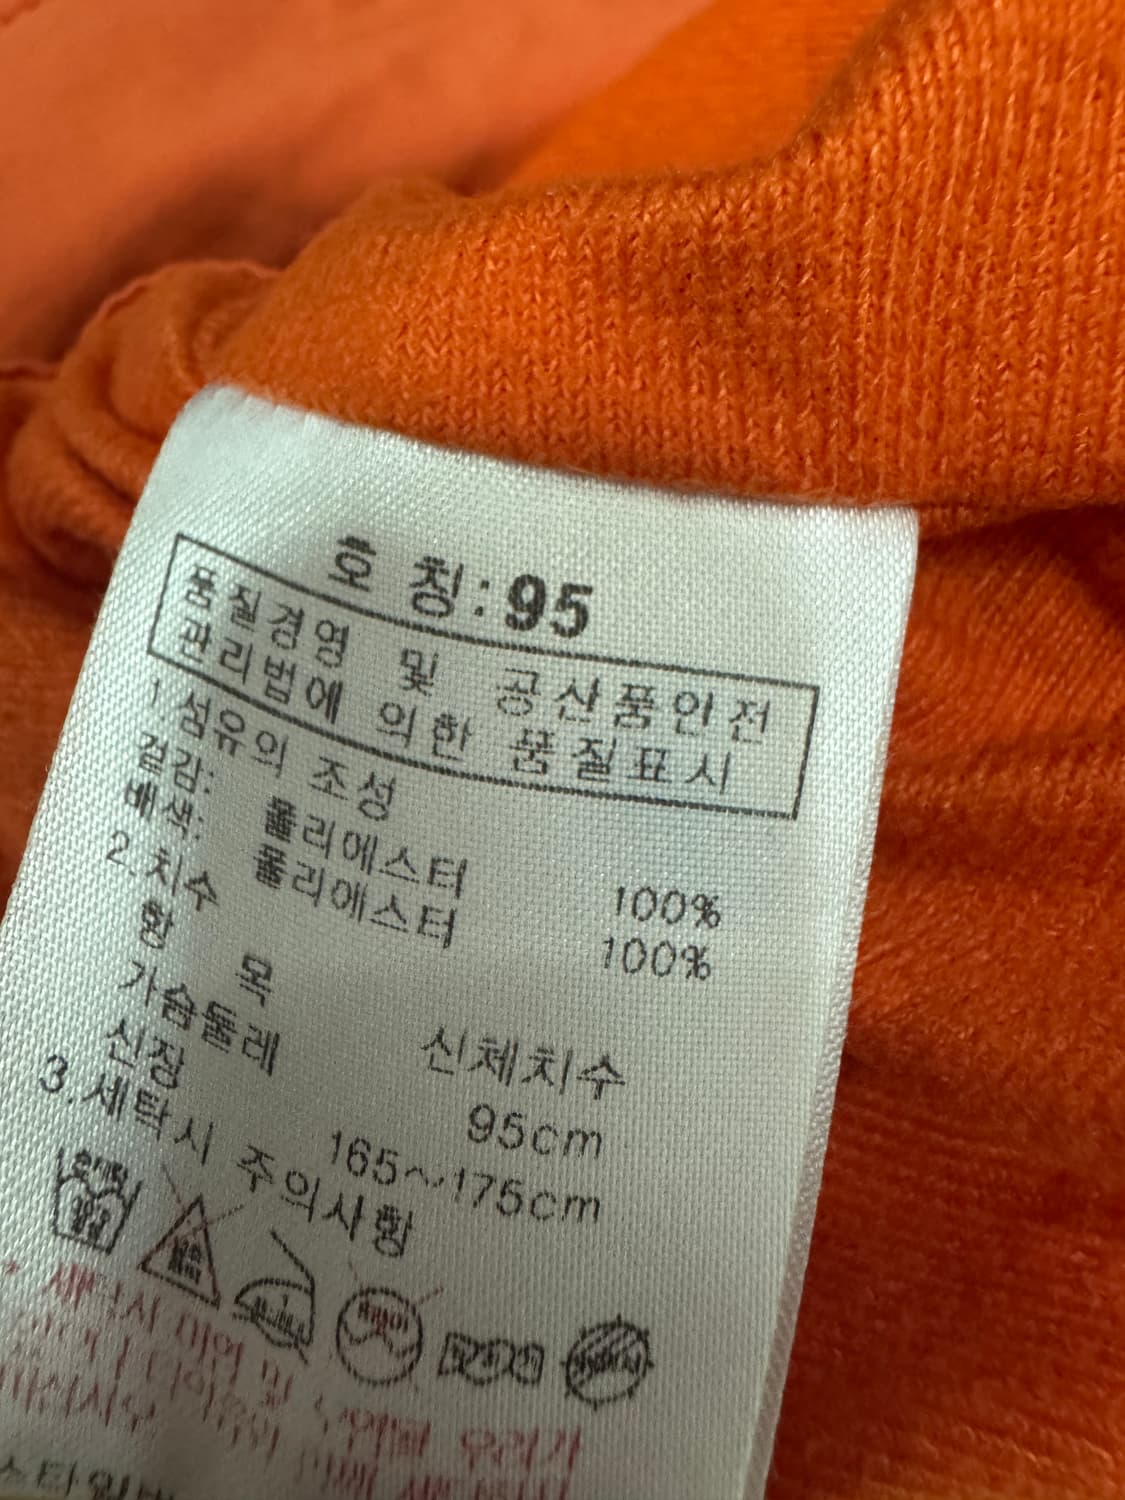 호 칭:95
품질경영 및 공산품안전
관리법에 의한 품질표시
1.섬유의 조성
겉감: 폴리에스터 100%
배색: 폴리에스터 100%
2.치수
항 목 신체치수
가슴둘레 95cm
신장 165~175cm
3.세탁시 주의사항